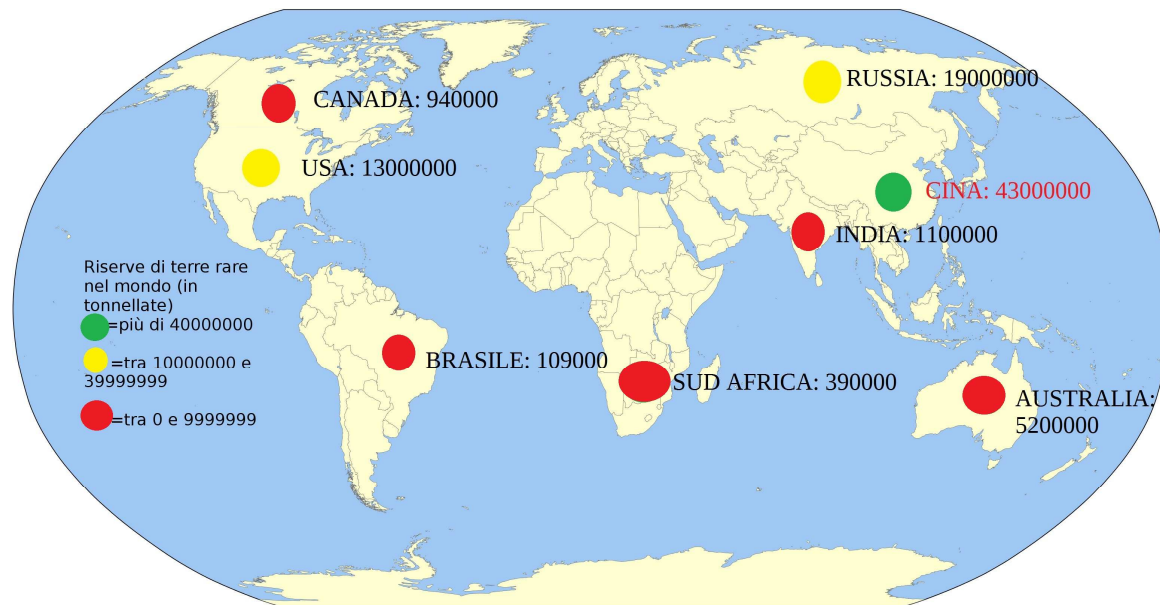 RUSSIA: 19000000
CANADA: 940000
USA: 13000000
CINA: 43000000
INDIA: 1100000
Riserve di terre rare
nel mondo (in
tonnellate)
=più di 40000000
=tra 10000000 e
39999999
=tra 0 e 9999999
BRASILE: 109000
SUD AFRICA: 390000
AUSTRALIA:
5200000